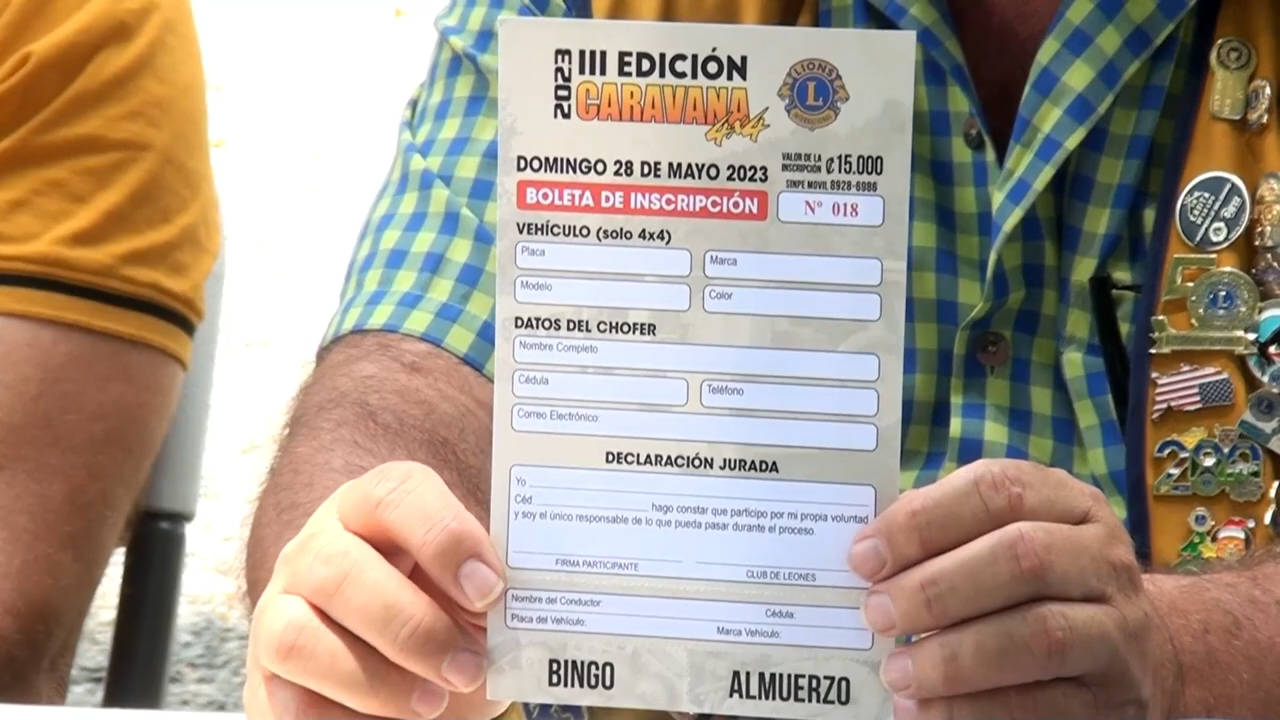 2023
III EDICIÓN
CARAVANA
4x4
LIONS
L
INTERNATIONAL
DOMINGO 28 DE MAYO 2023
VALOR DE LA
INSCRIPCIÓN ₡15.000
SINPE MOVIL 8928-6986
BOLETA DE INSCRIPCIÓN
N° 018
VEHÍCULO (solo 4x4)
Placa
Marca
Modelo
Color
DATOS DEL CHOFER
Nombre Completo
Cédula
Teléfono
Correo Electrónico:
DECLARACIÓN JURADA
Yo
Céd. hago constar que participo por mi propia voluntad
y soy el único responsable de lo que pueda pasar durante el proceso.
FIRMA PARTICIPANTE
CLUB DE LEONES
Nombre del Conductor: Cédula:
Placa del Vehículo: Marca Vehículo:
BINGO
ALMUERZO
L